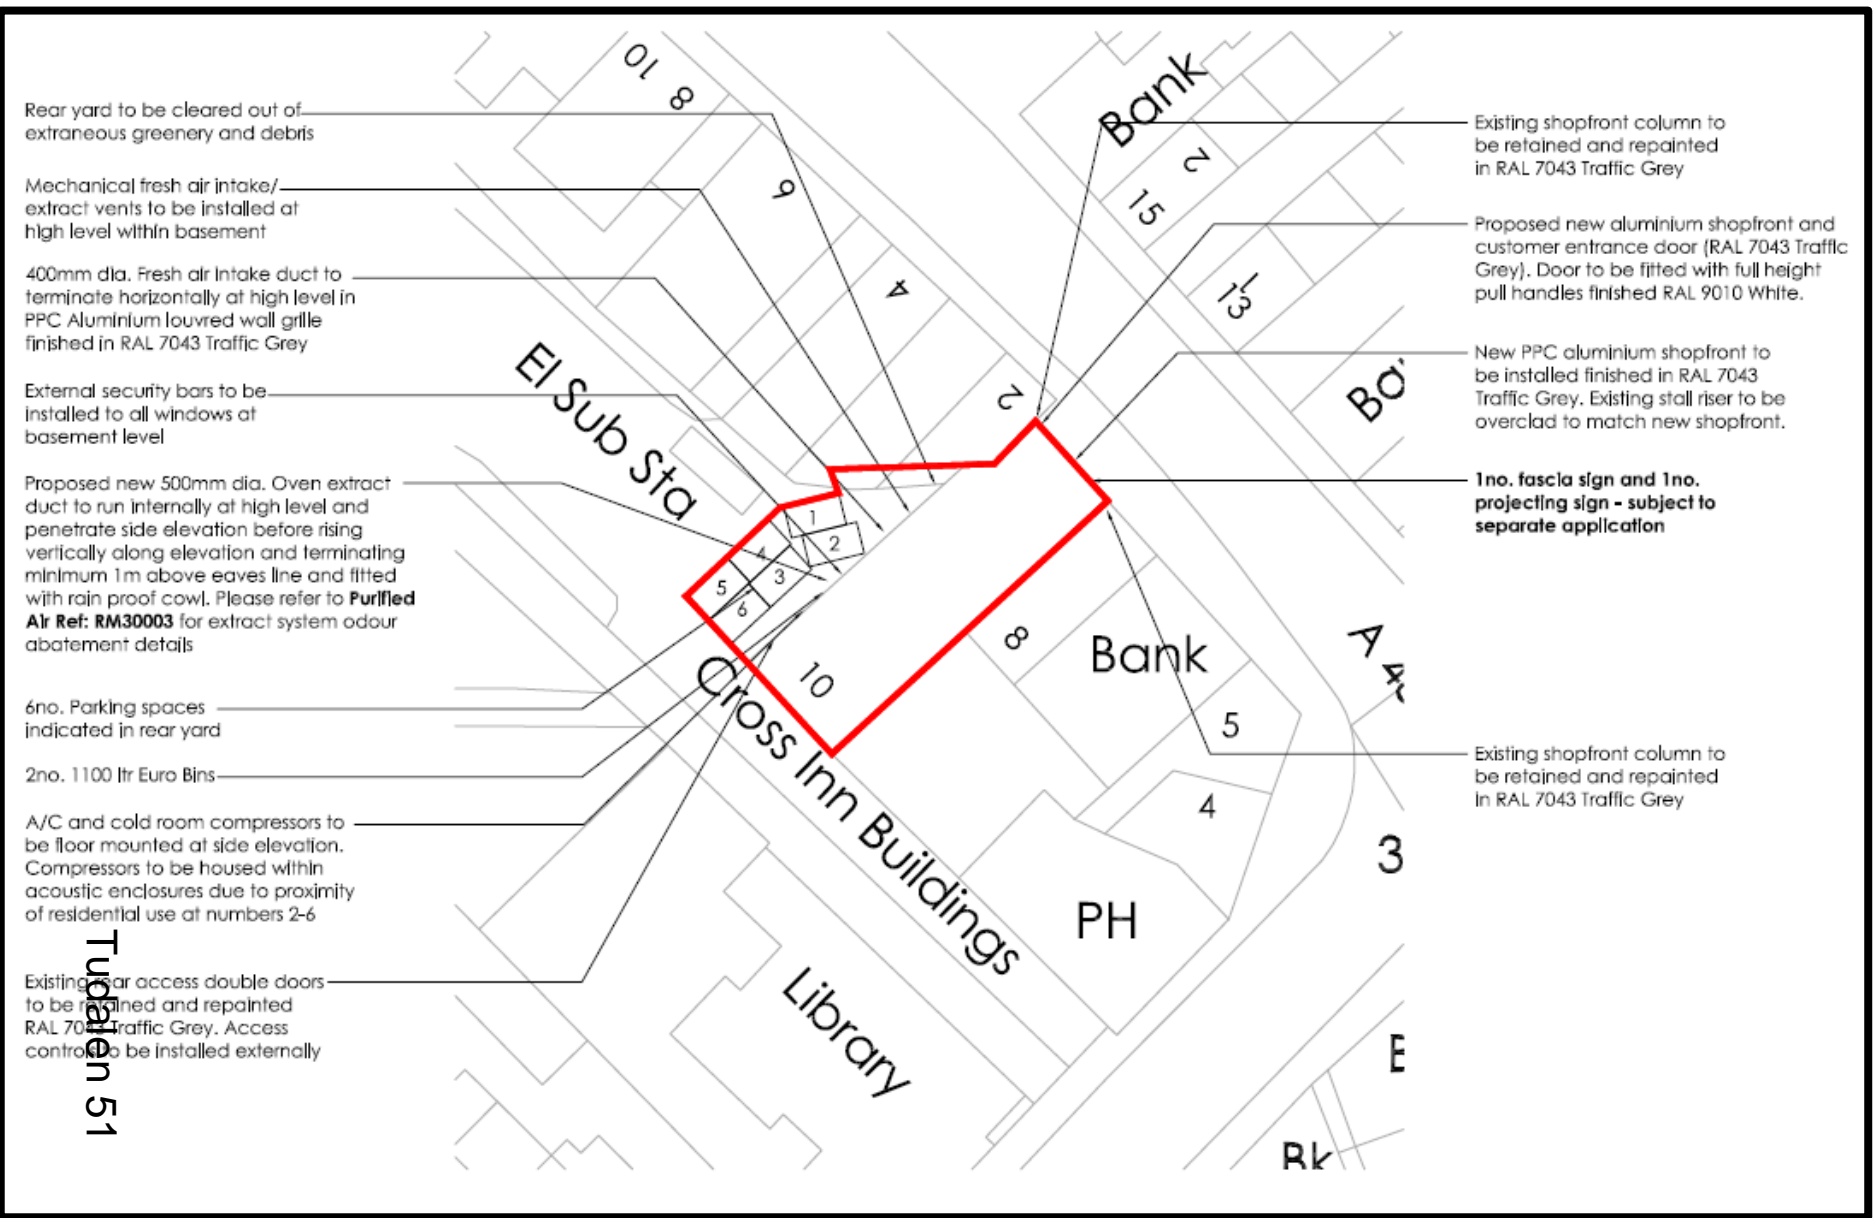 Rear yard to be cleared out of
extraneous greenery and debris
Mechanical fresh air intake/
extract vents to be installed at
high level within basement
400mm dia. Fresh air intake duct to
terminate horizontally at high level in
PPC Aluminium louvred wall grille
finished in RAL 7043 Traffic Grey
External security bars to be
installed to all windows at
basement level
Proposed new 500mm dia. Oven extract
duct to run internally at high level and
penetrate side elevation before rising
vertically along elevation and terminating
minimum 1m above eaves line and fitted
with rain proof cowl. Please refer to Purified
Air Ref: RM30003 for extract system odour
abatement details
6no. Parking spaces
indicated in rear yard
2no. 1100 ltr Euro Bins
A/C and cold room compressors to
be floor mounted at side elevation.
Compressors to be housed within
acoustic enclosures due to proximity
of residential use at numbers 2-6
Existing rear access double doors
to be retained and repainted
RAL 7043 Traffic Grey. Access
controls to be installed externally
Tudalen 51
10
8
6
4
2
El Sub Sta
1
2
3
4
5
6
10
Cross Inn Buildings
Library
Bank
2
15
1
13
8
Bank
5
4
PH
A 4
3
Bk
Existing shopfront column to
be retained and repainted
in RAL 7043 Traffic Grey
Proposed new aluminium shopfront and
customer entrance door (RAL 7043 Traffic
Grey). Door to be fitted with full height
pull handles finished RAL 9010 White.
New PPC aluminium shopfront to
be installed finished in RAL 7043
Traffic Grey. Existing stall riser to be
overclad to match new shopfront.
1no. fascia sign and 1no.
projecting sign - subject to
separate application
Existing shopfront column to
be retained and repainted
in RAL 7043 Traffic Grey